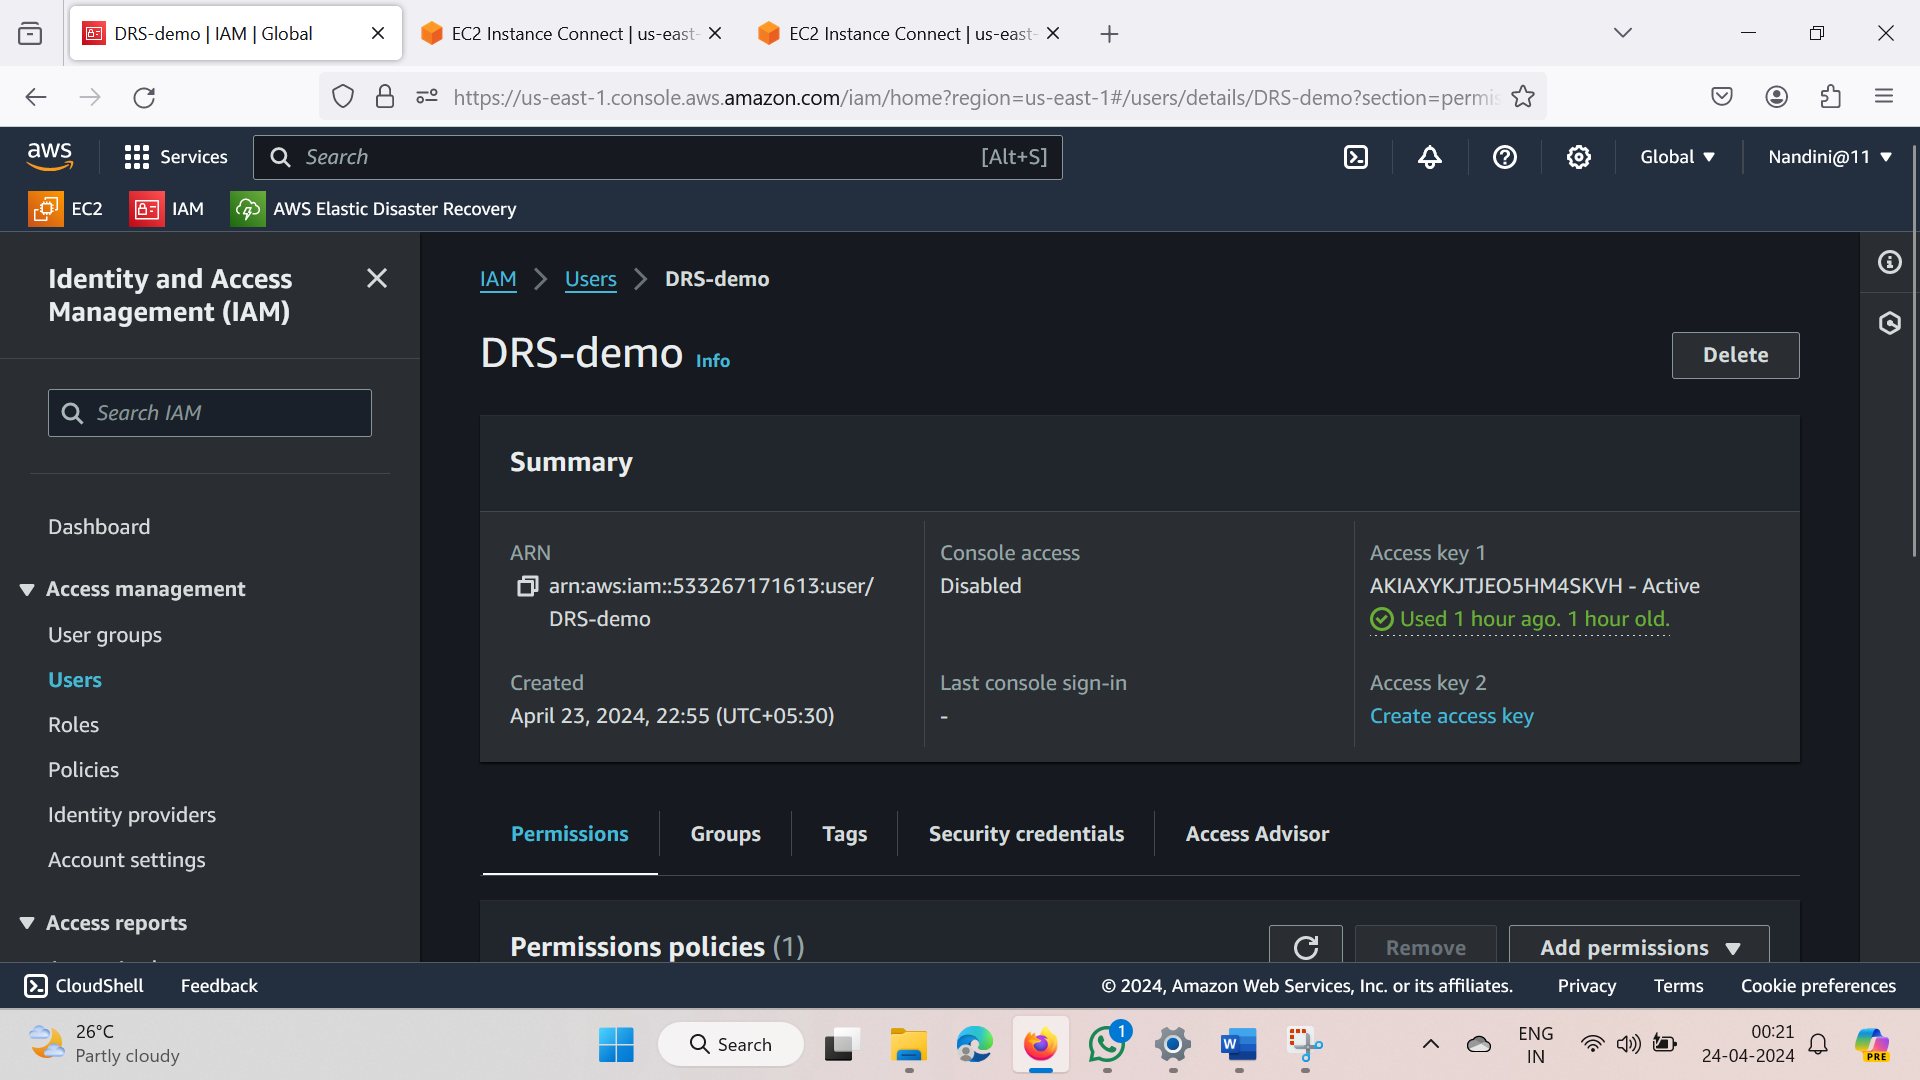 DRS-demo | IAM | Global
EC2 Instance Connect | us-east-
EC2 Instance Connect | us-east-
https://us-east-1.console.aws.amazon.com/iam/home?region=us-east-1#/users/details/DRS-demo?section=permis
aws
Services
Search
[Alt+S]
Global
Nandini@11
EC2
IAM
AWS Elastic Disaster Recovery
Identity and Access
Management (IAM)
Search IAM
Dashboard
Access management
User groups
Users
Roles
Policies
Identity providers
Account settings
Access reports
IAM
Users
DRS-demo
DRS-demo
Info
Delete
Summary
ARN
arn:aws:iam::533267171613:user/
DRS-demo
Created
April 23, 2024, 22:55 (UTC+05:30)
Console access
Disabled
Last console sign-in
-
Access key 1
AKIAXYKJTJEO5HM4SKVH - Active
Used 1 hour ago. 1 hour old.
Access key 2
Create access key
Permissions
Groups
Tags
Security credentials
Access Advisor
Permissions policies (1)
Remove
Add permissions
CloudShell
Feedback
© 2024, Amazon Web Services, Inc. or its affiliates.
Privacy
Terms
Cookie preferences
26°C
Partly cloudy
Search
1
W
ENG
IN
00:21
24-04-2024
PRE